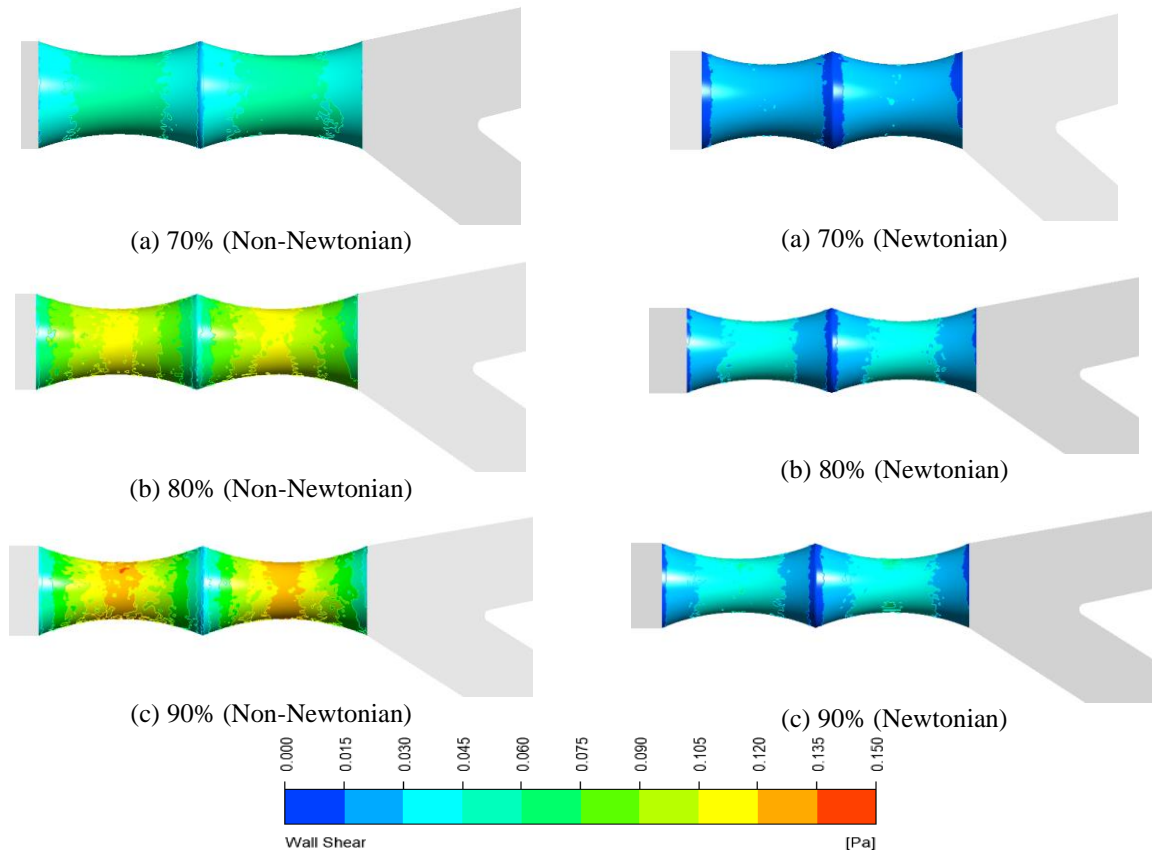 (a) 70% (Non-Newtonian)
(a) 70% (Newtonian)
(b) 80% (Non-Newtonian)
(b) 80% (Newtonian)
(c) 90% (Non-Newtonian)
(c) 90% (Newtonian)
0.000 0.015 0.030 0.045 0.060 0.075 0.090 0.105 0.120 0.135 0.150
Wall Shear [Pa]